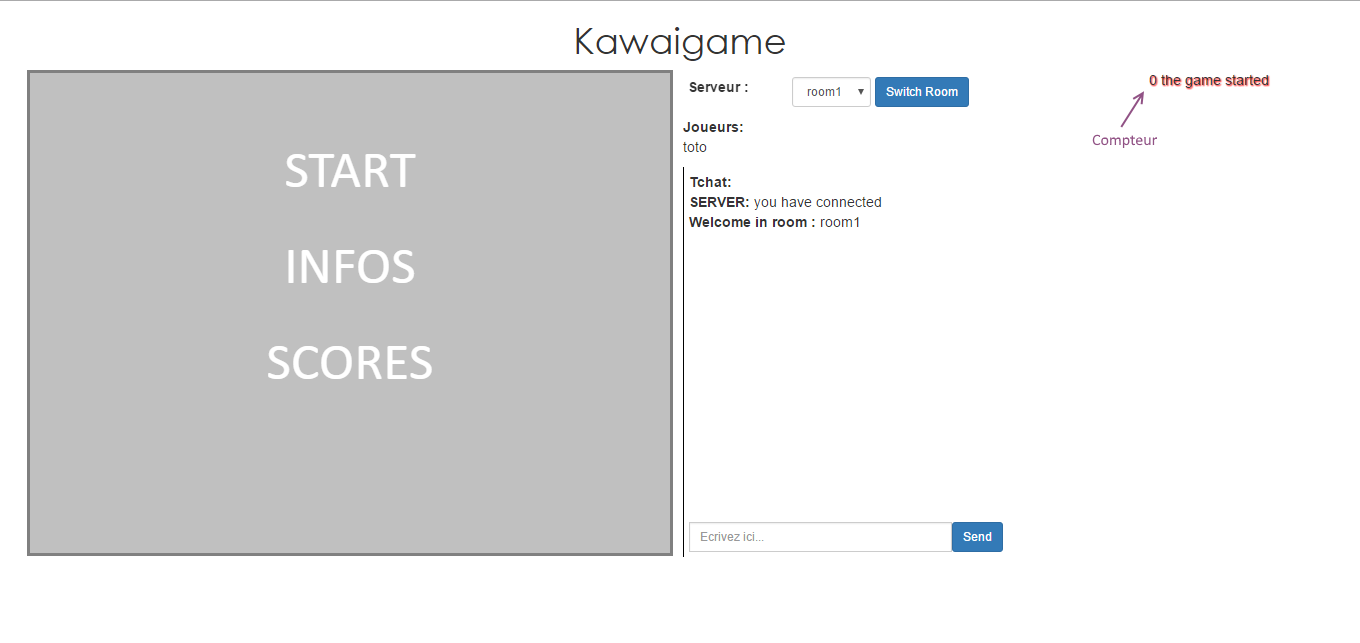 Kawaigame
START
INFOS
SCORES
Serveur : room1 Switch Room
Joueurs:
toto
Tchat:
SERVER: you have connected
Welcome in room : room1
Ecrivez ici... Send
0 the game started
Compteur